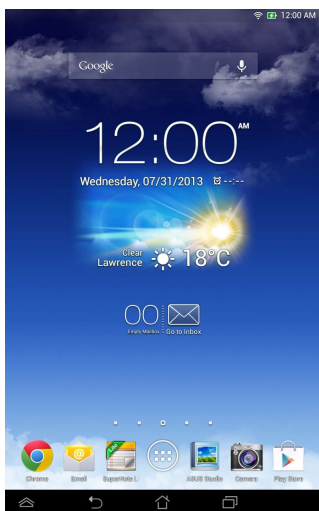 12:00 AM
Google
12:00 AM
Wednesday, 07/31/2013 --:--
Clear
Lawrence 18°C
00
Empty Mailbox Go to Inbox
Chrome Email SuperNote L ASUS Studio Camera Play Store